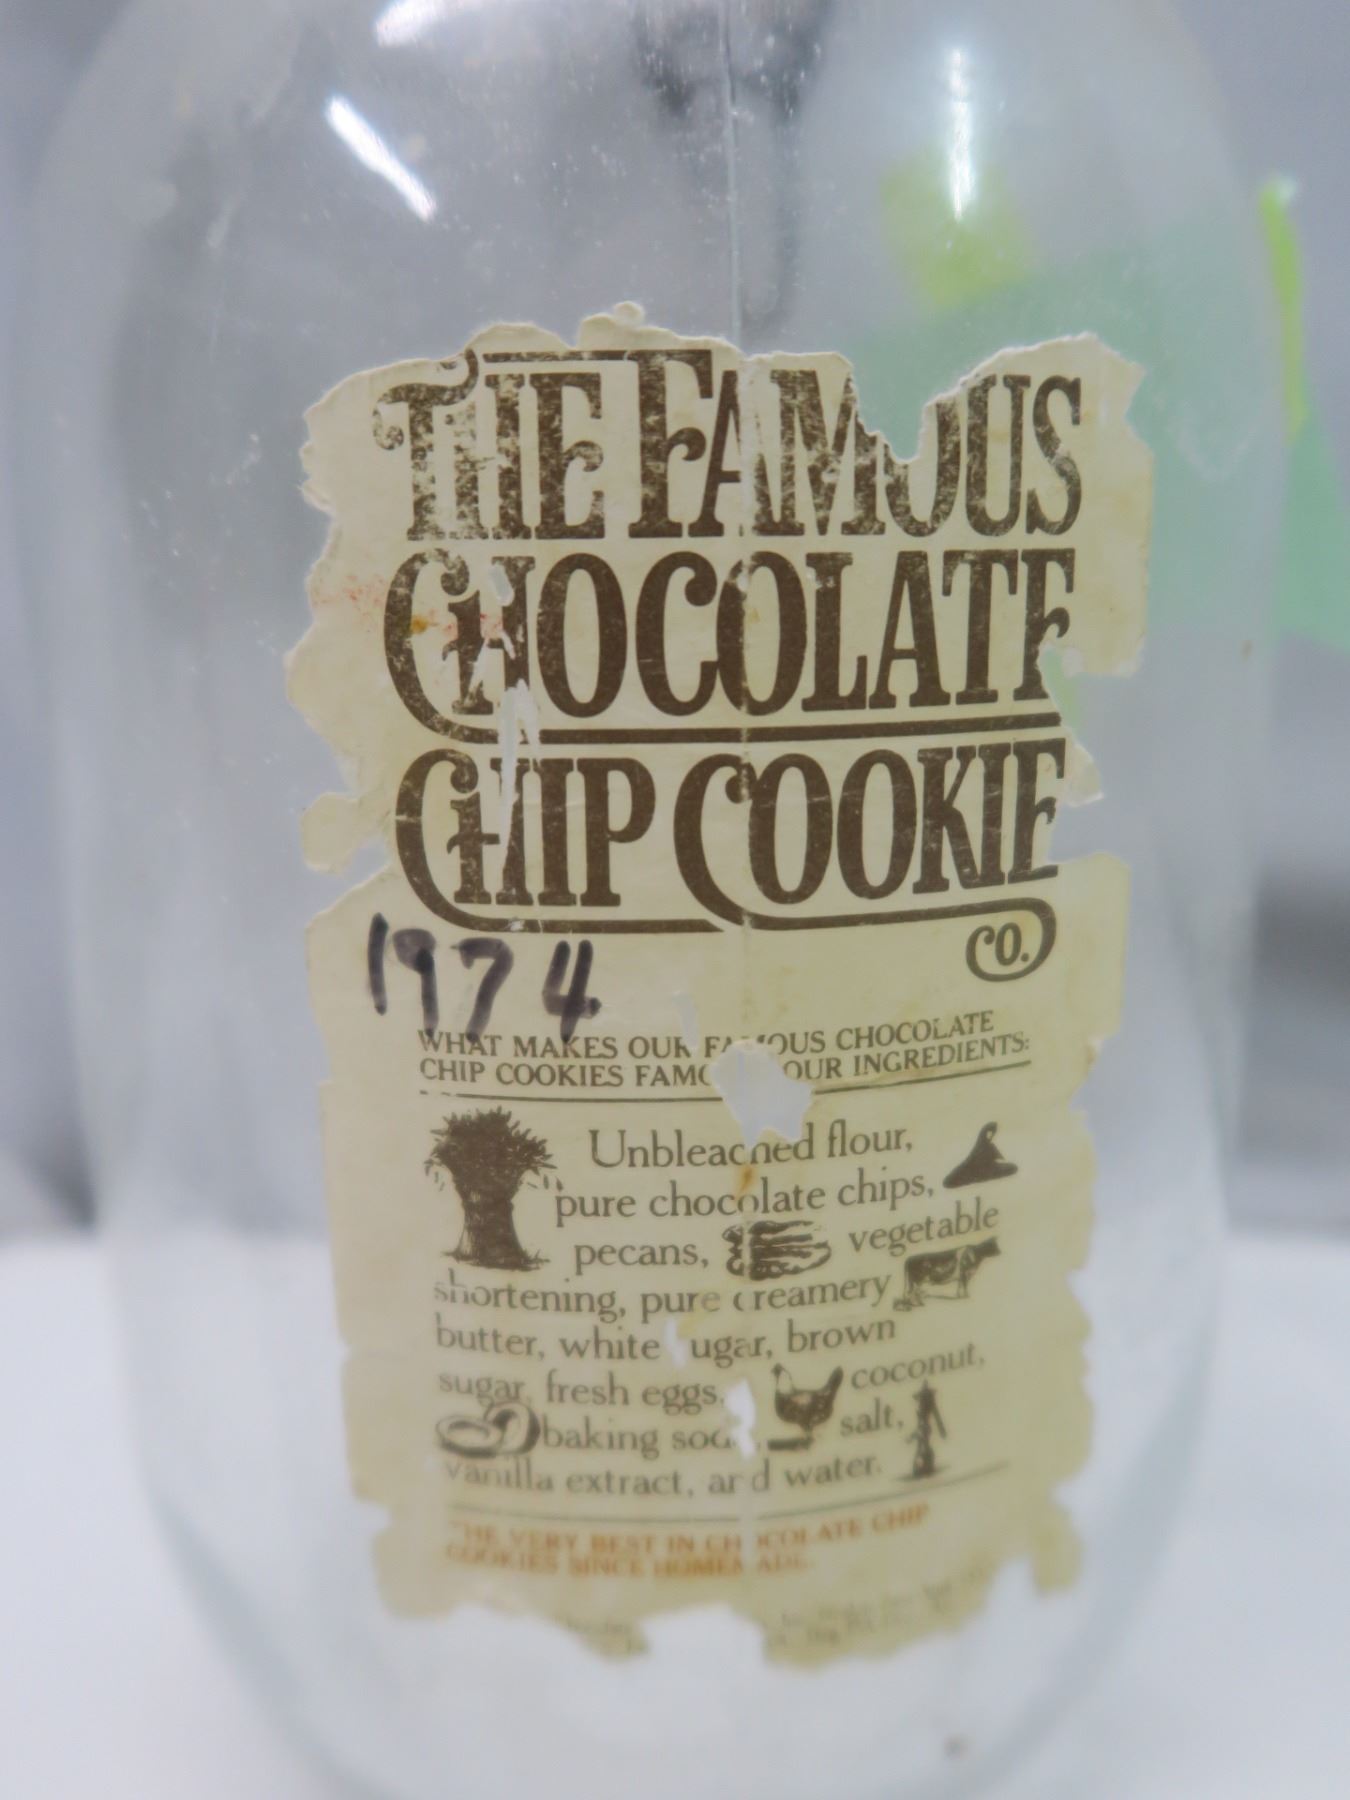 THE FAMOUS
CHOCOLATE
CHIP COOKIE
CO.
1974
WHAT MAKES OUR FAMOUS CHOCOLATE
CHIP COOKIES FAMO OUR INGREDIENTS:
Unbleached flour,
pure chocolate chips,
pecans, vegetable
shortening, pure creamery
butter, white ugar, brown
sugar, fresh eggs, coconut,
baking soda, salt,
vanilla extract, and water.
THE VERY BEST IN CHOCOLATE CHIP
COOKIES SINCE HOMEMADE.